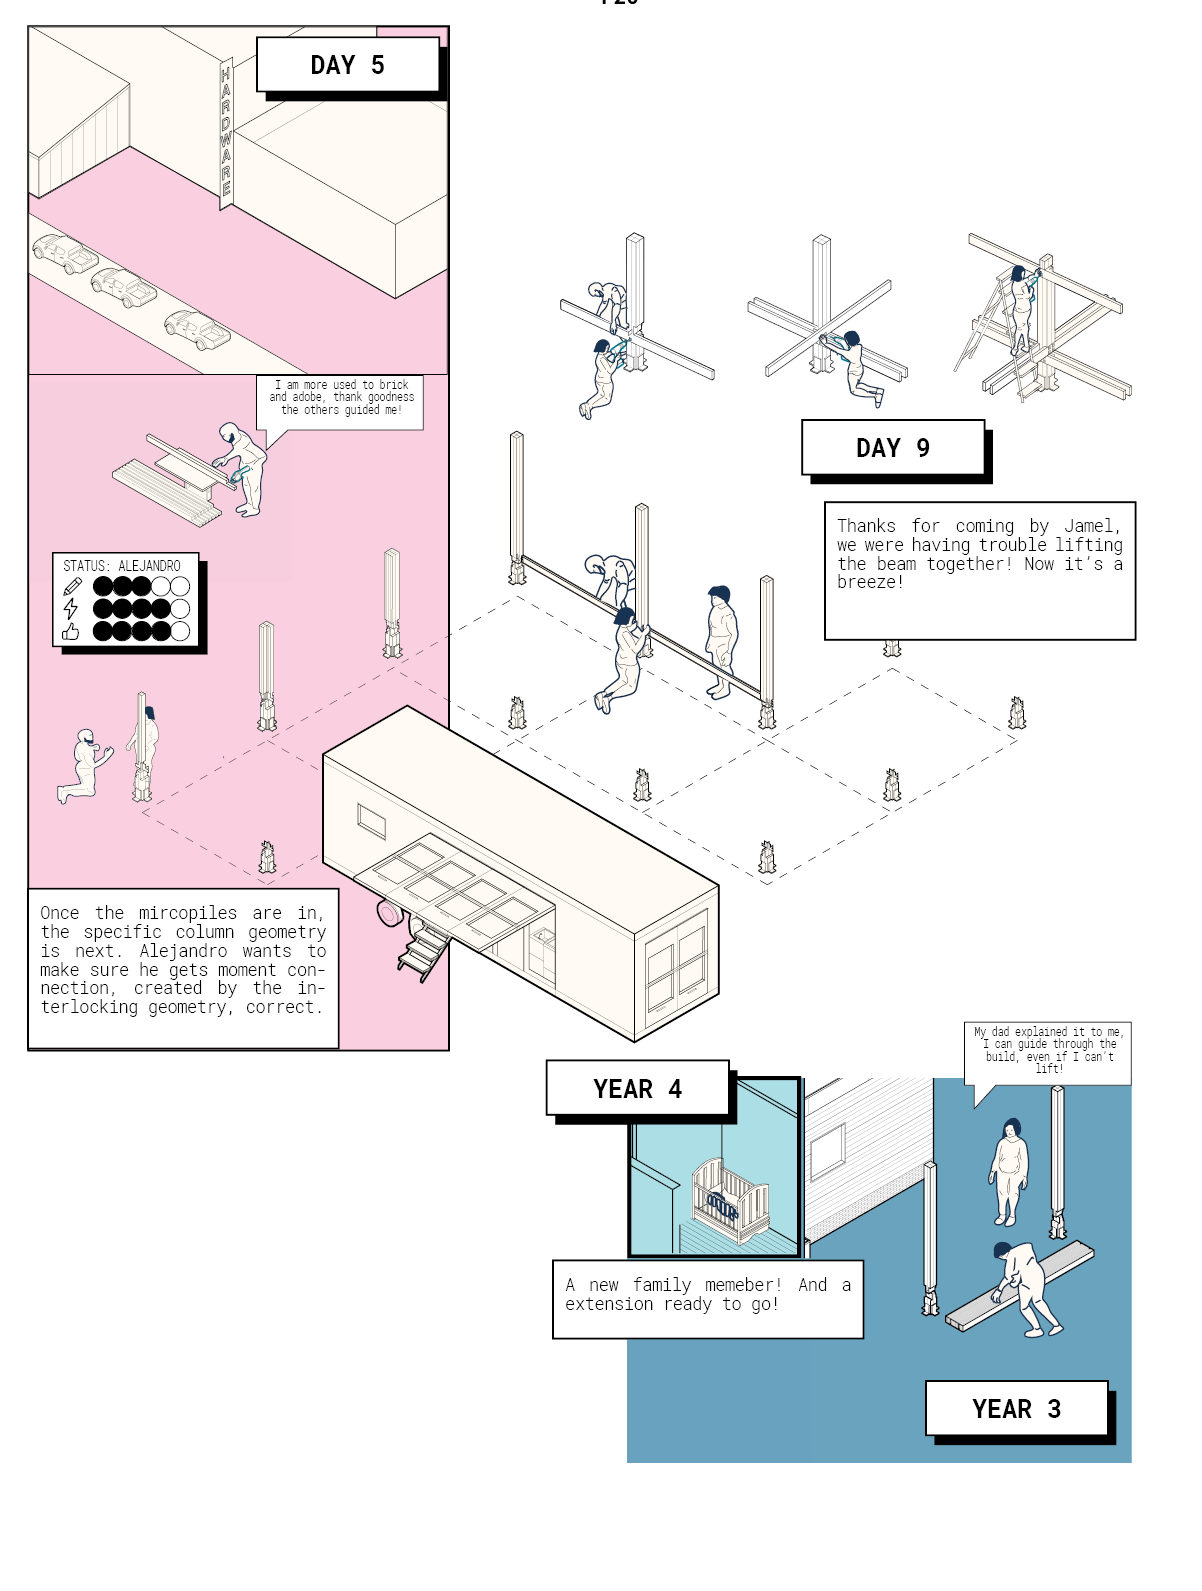 DAY 5
HARDWARE
I am more used to brick
and adobe, thank goodness
the others guided me!
STATUS: ALEJANDRO
DAY 9
Thanks for coming by Jamel,
we were having trouble lifting
the beam together! Now it's a
breeze!
Once the mircopiles are in,
the specific column geometry
is next. Alejandro wants to
make sure he gets moment con-
nection, created by the in-
terlocking geometry, correct.
My dad explained it to me,
I can guide through the
build, even if I can't
lift!
YEAR 4
A new family memeber! And a
extension ready to go!
YEAR 3